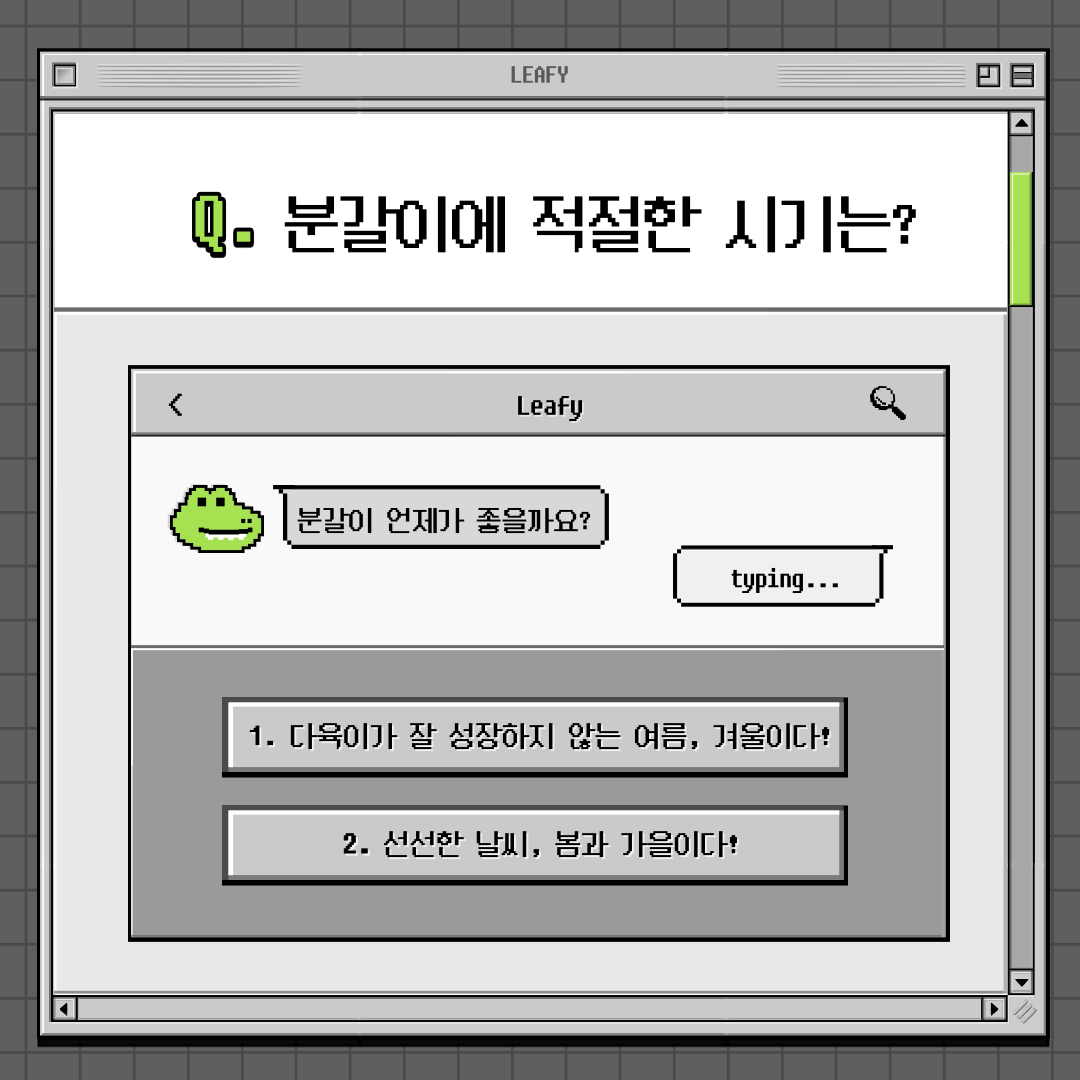 LEAFY
Q. 분갈이에 적절한 시기는?
Leafy
분갈이 언제가 좋을까요?
typing...
1. 다육이가 잘 성장하지 않는 여름, 겨울이다!
2. 선선한 날씨, 봄과 가을이다!